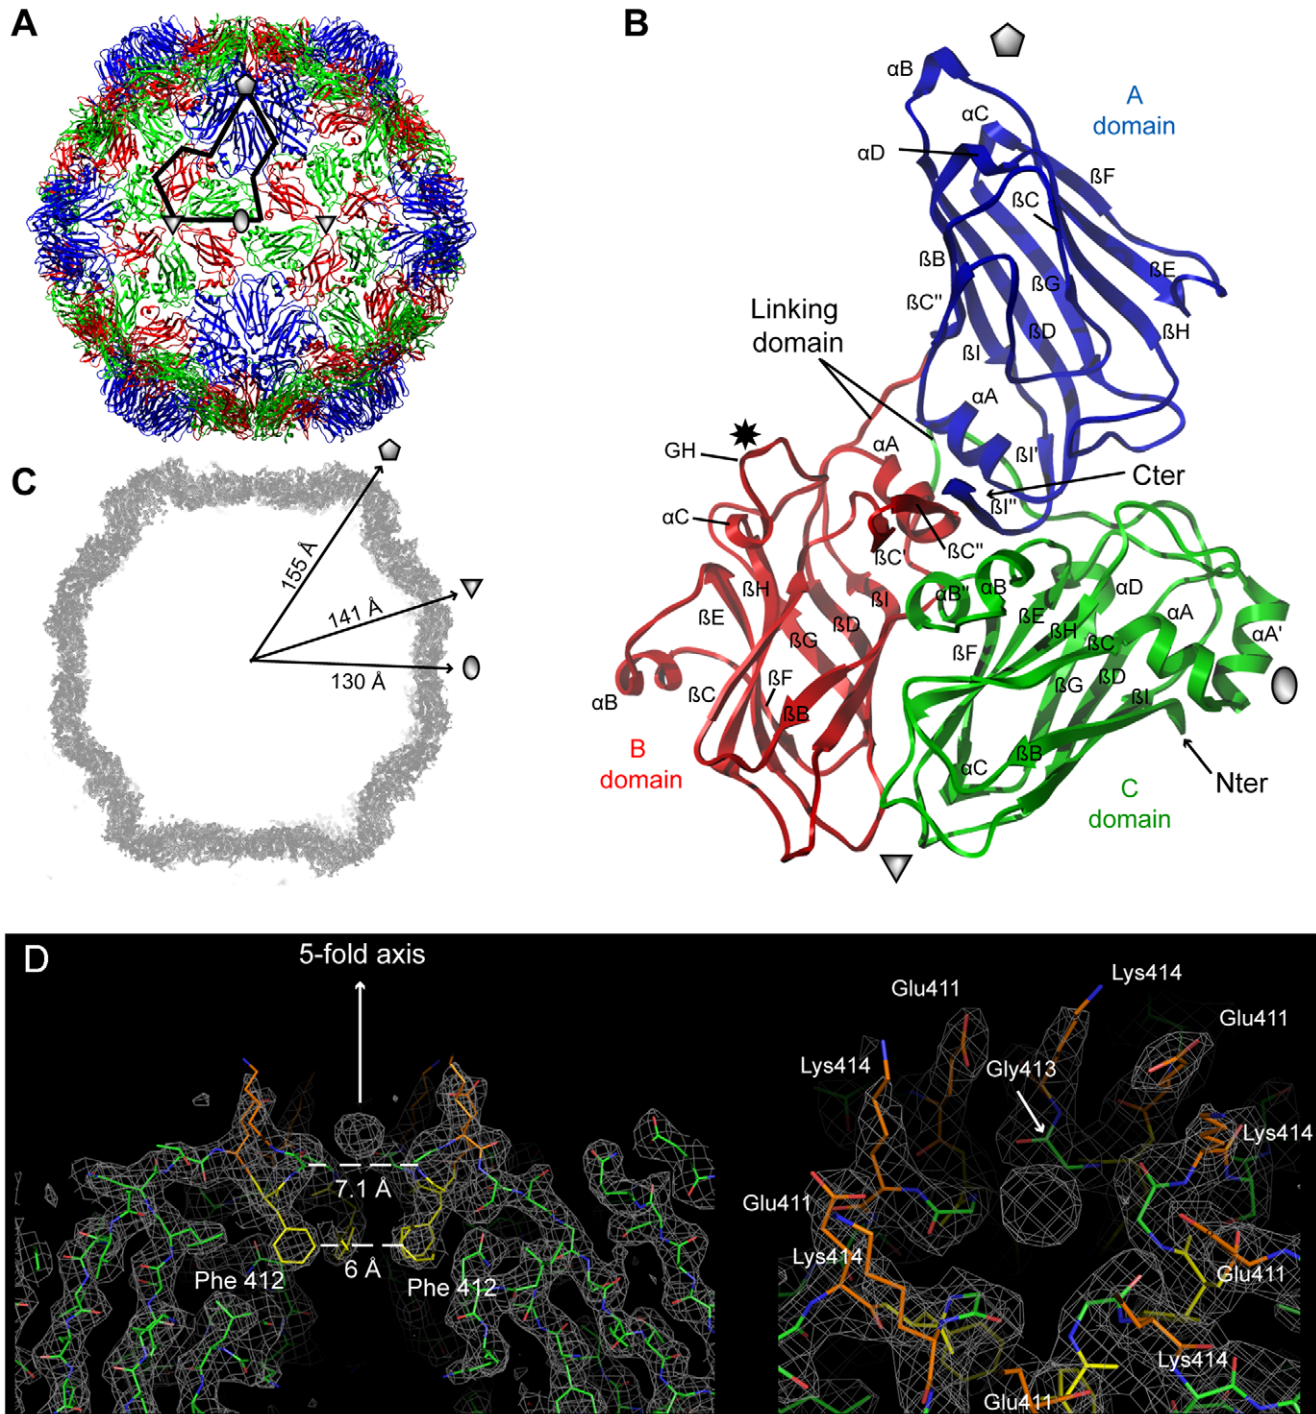 A
B
αB
A
domain
αC
αD
ßF
ßC
ßB
ßE
ßG
ßC''
ßH
ßD
Linking
domain
ßI
αA
GH
αA
ßI'
Cter
ßI''
αC
ßC'
ßC''
ßH
ßE
ßI
ßD
ßG
αB''
αB
ßE
αD
ßH
αA
ßC
αA'
ßF
ßG
ßD
ßI
αB
ßC
ßF
ßB
B
domain
αC
ßB
Nter
C
domain
C
155 Å
141 Å
130 Å
D
5-fold axis
7.1 Å
6 Å
Phe 412
Phe 412
Lys414
Glu411
Glu411
Lys414
Gly413
Lys414
Glu411
Lys414
Glu411
Lys414
Glu411